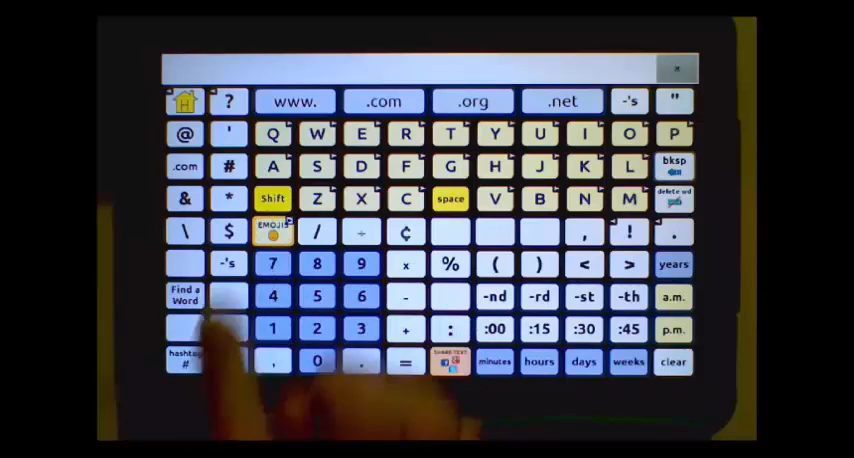 H ? www. .com .org .net -'s "
@ ' Q W E R T Y U I O P
.com # A S D F G H J K L bksp
& * Shift Z X C space V B N M delete wd
\ $ EMOJIS / ÷ ¢ , ! .
-'s 7 8 9 x % ( ) < > years
Find a Word 4 5 6 - -nd -rd -st -th a.m.
1 2 3 + : :00 :15 :30 :45 p.m.
hashtag # , 0 . = SHARE TEXT minutes hours days weeks clear